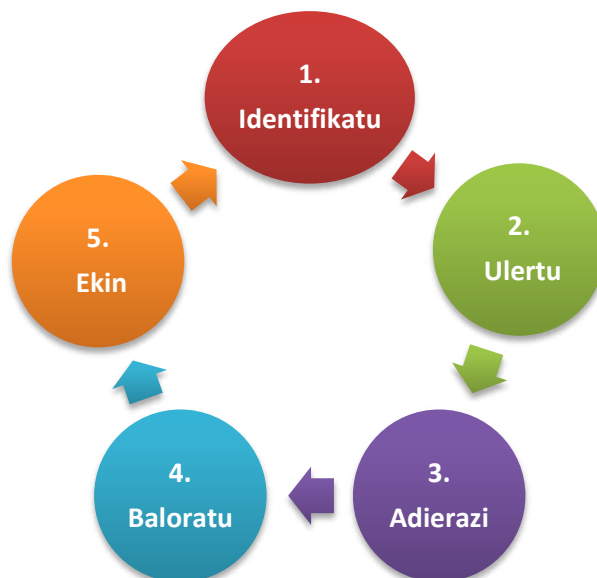 1.
Identifikatu
2.
Ulertu
3.
Adierazi
4.
Baloratu
5.
Ekin